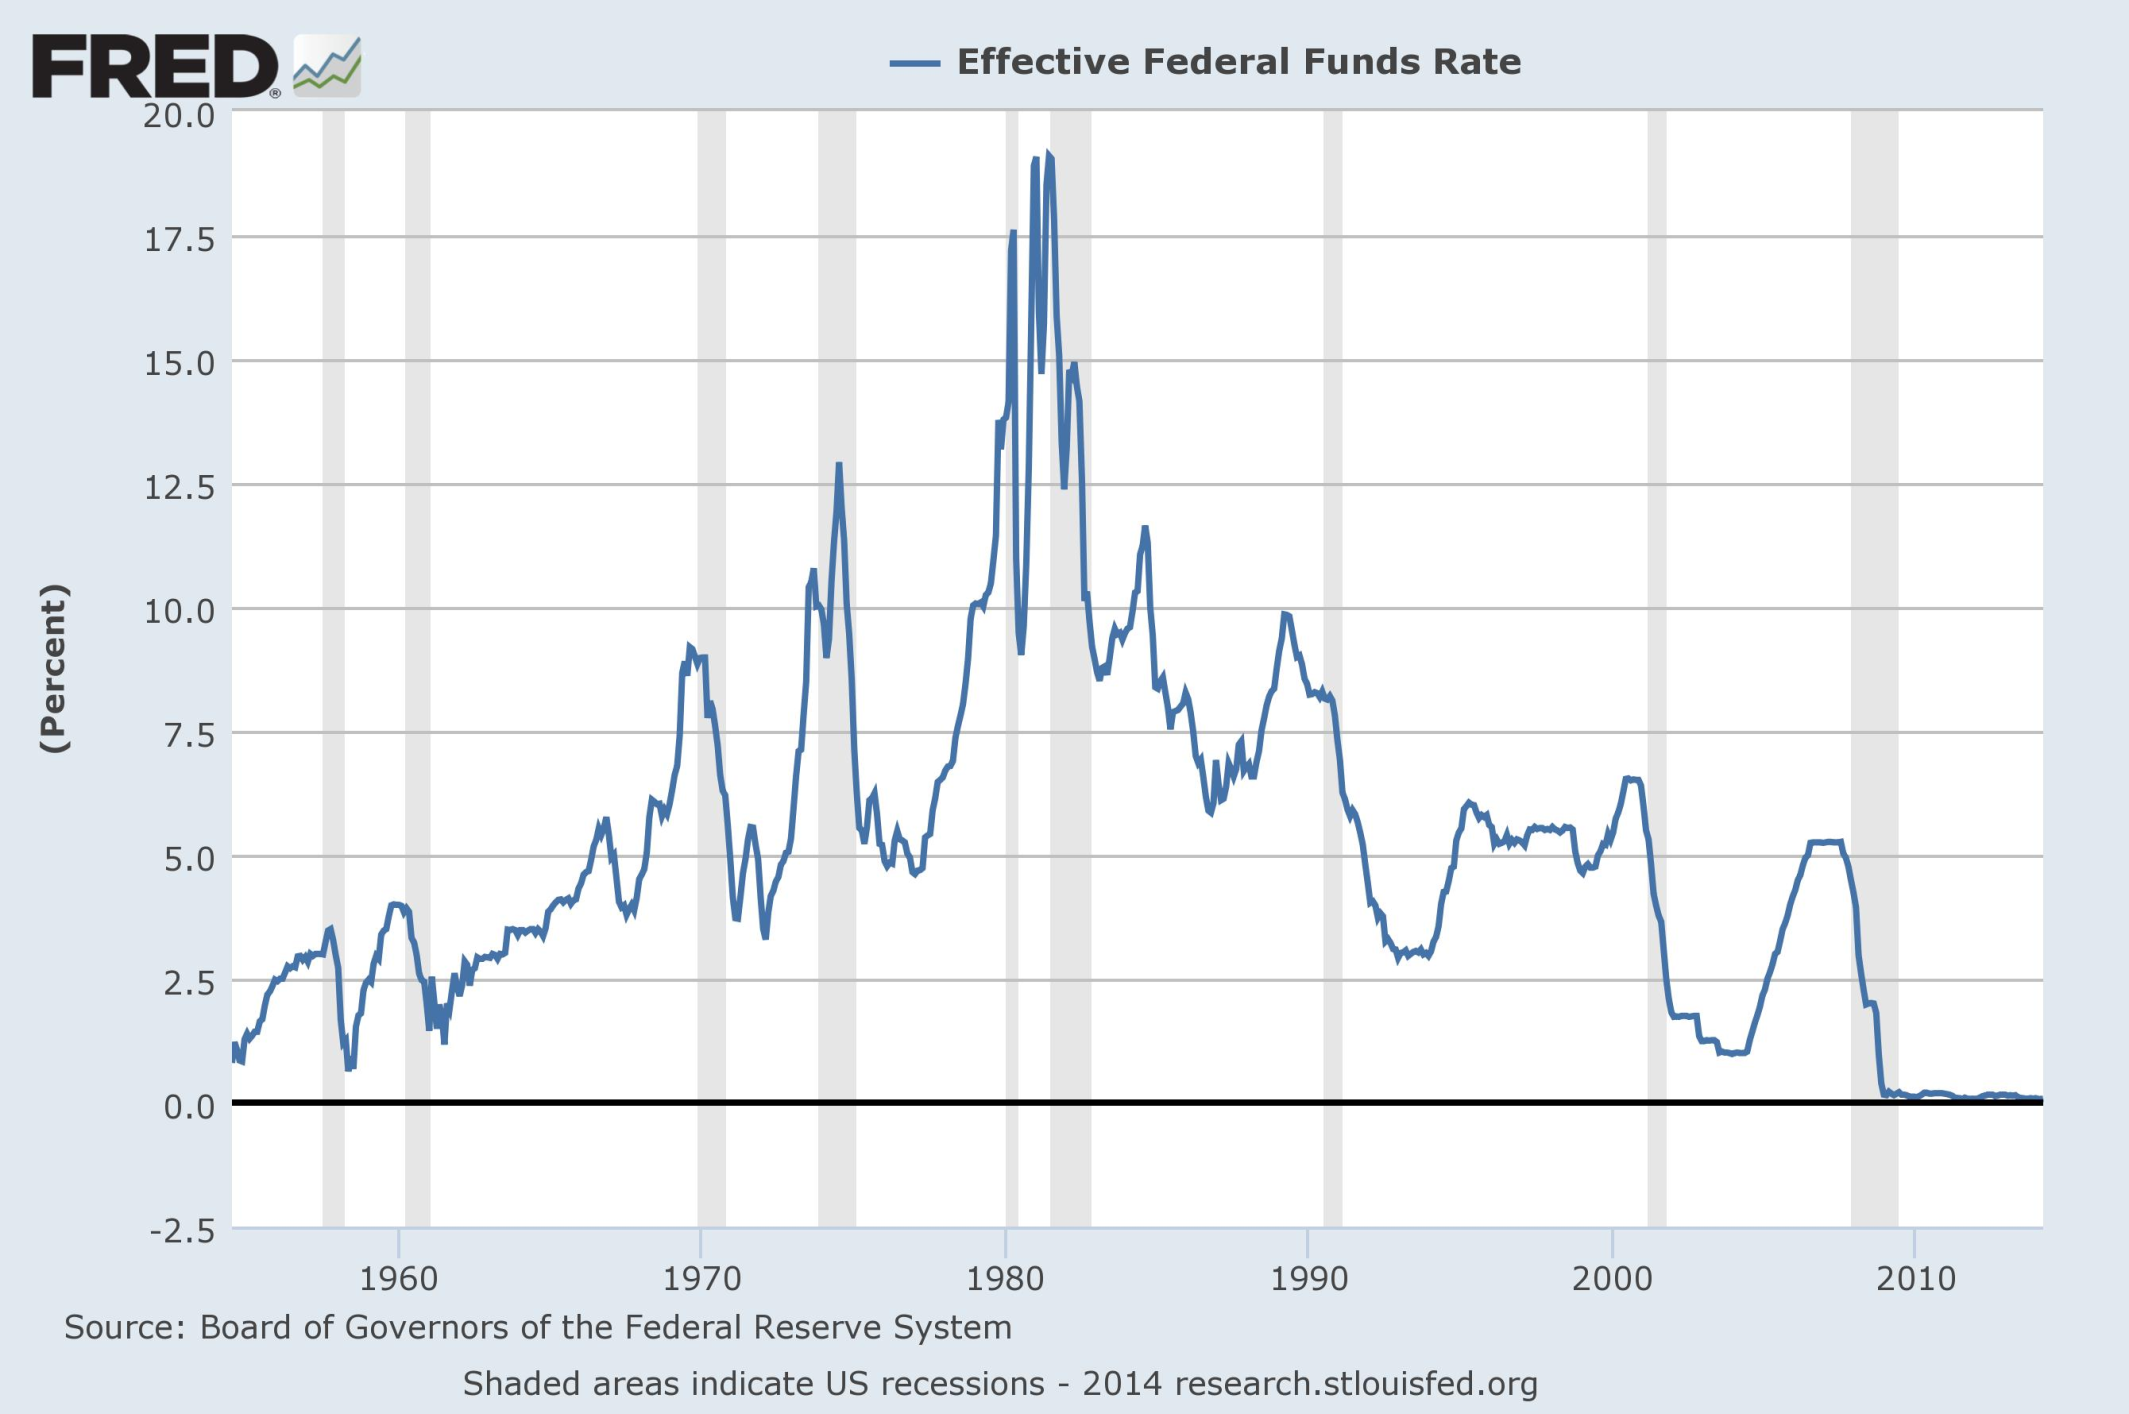 FRED®
Effective Federal Funds Rate
20.0
17.5
15.0
12.5
10.0
7.5
5.0
2.5
0.0
-2.5
(Percent)
1960 1970 1980 1990 2000 2010
Source: Board of Governors of the Federal Reserve System
Shaded areas indicate US recessions - 2014 research.stlouisfed.org